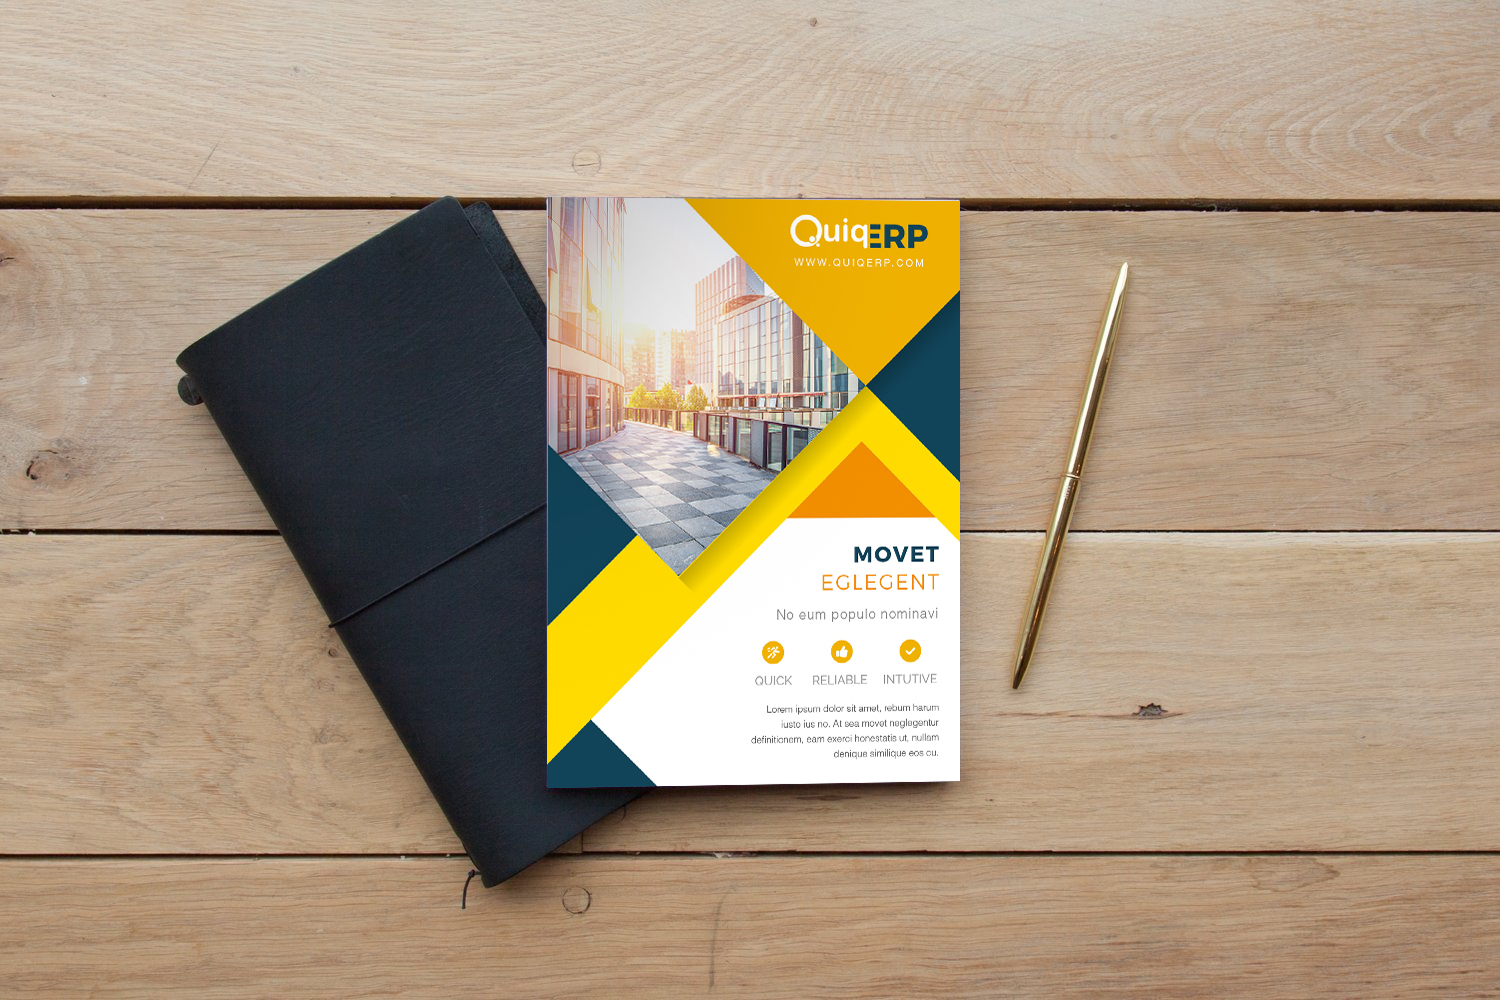 QuiqERP
WWW.QUIQERP.COM
MOVET
EGLEGENT
No eum populo nominavi
QUICK RELIABLE INTUTIVE
Lorem ipsum dolor sit amet, rebum harum
iusto ius no. At sea movet neglegentur
definitionem, eam exerci honestatis ut, nullam
denique similique eos cu.